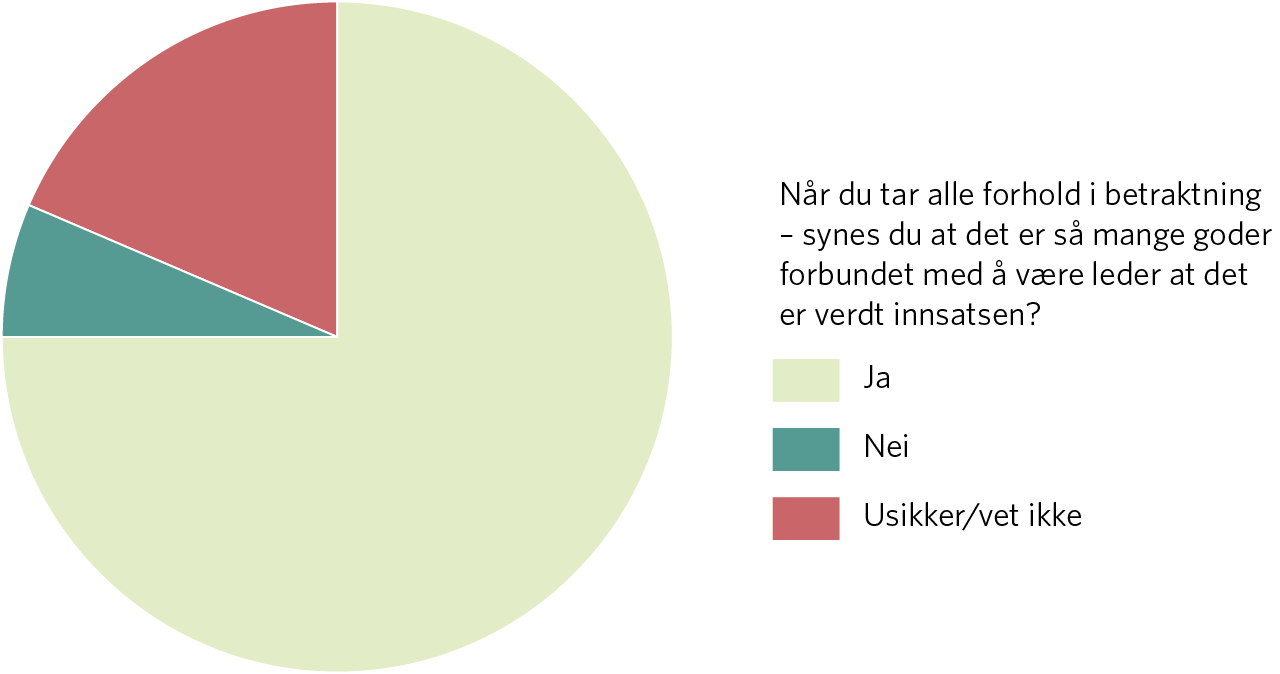 Når du tar alle forhold i betraktning
– synes du at det er så mange goder
forbundet med å være leder at det
er verdt innsatsen?
Ja
Nei
Usikker/vet ikke